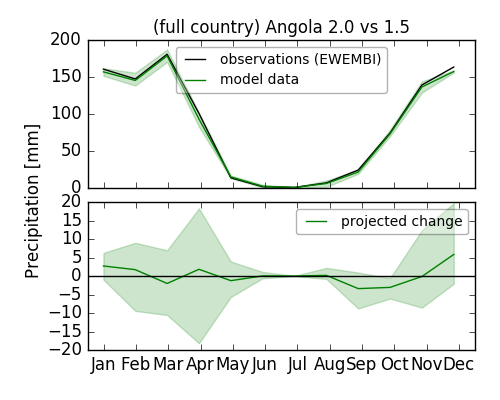 (full country) Angola 2.0 vs 1.5
200
150
100
50
0
observations (EWEMBI)
model data
Precipitation [mm]
20
15
10
5
0
−5
−10
−15
−20
projected change
Jan Feb Mar Apr May Jun Jul Aug Sep Oct Nov Dec